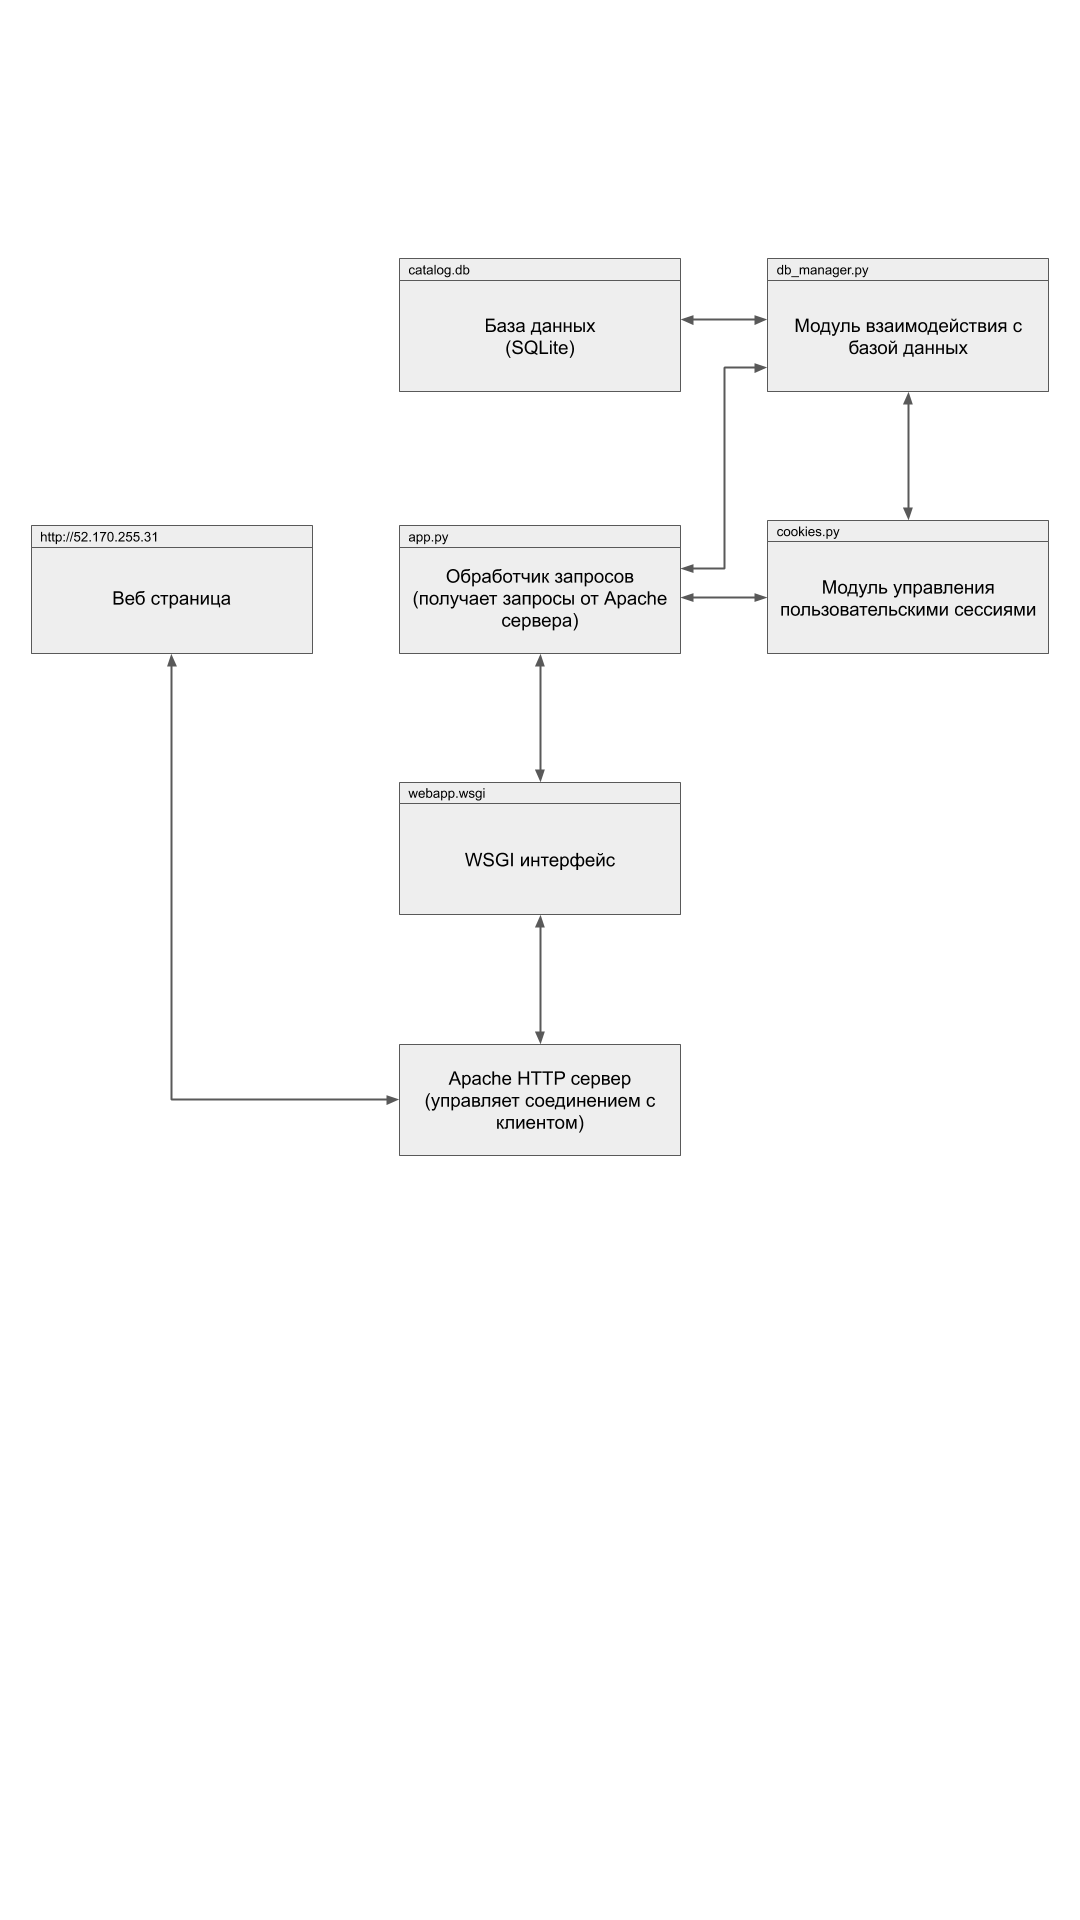 catalog.db
База данных
(SQLite)
db_manager.py
Модуль взаимодействия с
базой данных
http://52.170.255.31
Веб страница
app.py
Обработчик запросов
(получает запросы от Apache
сервера)
cookies.py
Модуль управления
пользовательскими сессиями
webapp.wsgi
WSGI интерфейс
Apache HTTP сервер
(управляет соединением с
клиентом)